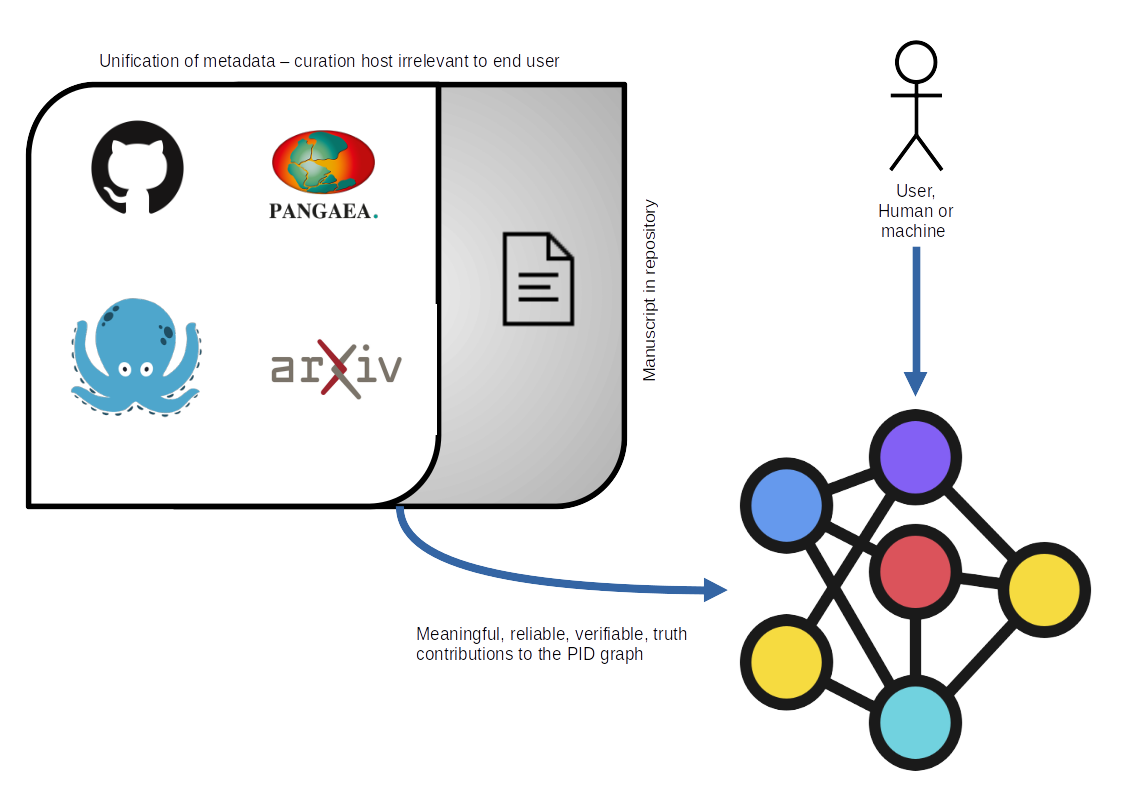 Unification of metadata – curation host irrelevant to end user
PANGAEA.
arXiv
Manuscript in repository
User,
Human or
machine
Meaningful, reliable, verifiable, truth
contributions to the PID graph